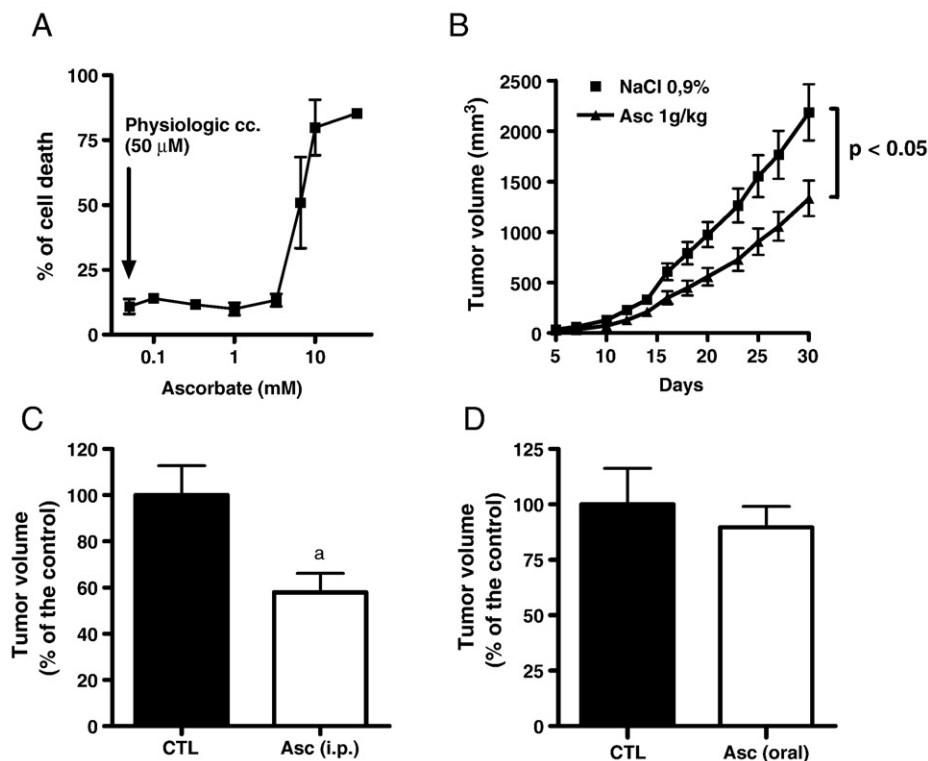 A
% of cell death
100
75
50
25
0
Physiologic cc.
(50 μM)
0.1
1
10
Ascorbate (mM)
B
Tumor volume (mm³)
2500
2000
1500
1000
500
0
NaCl 0,9%
Asc 1g/kg
p < 0.05
5
10
15
20
25
30
Days
C
Tumor volume
(% of the control)
120
100
80
60
40
20
0
a
CTL
Asc (i.p.)
D
Tumor volume
(% of the control)
125
100
75
50
25
0
CTL
Asc (oral)